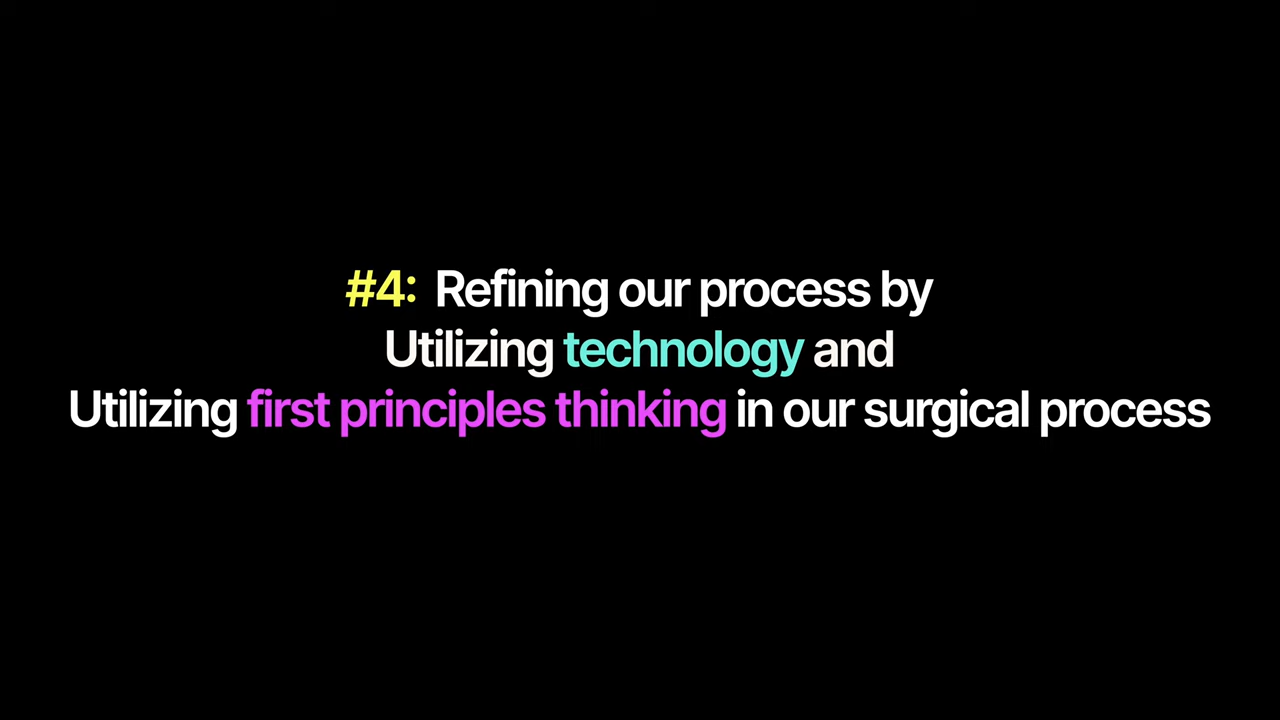 #4: Refining our process by
Utilizing technology and
Utilizing first principles thinking in our surgical process